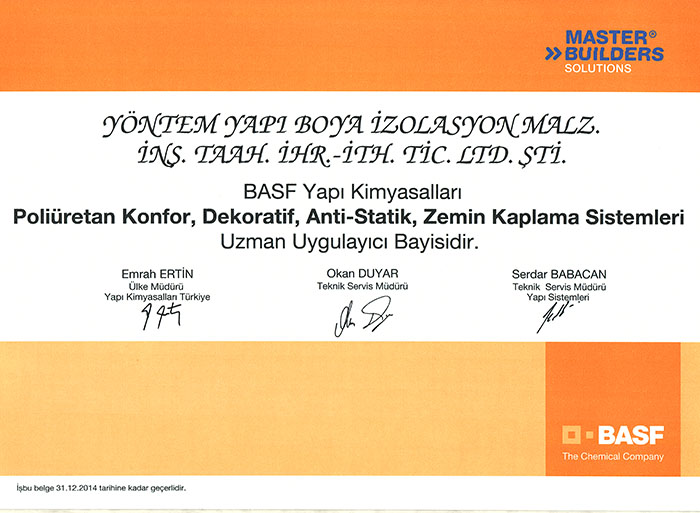 MASTER®
BUILDERS
SOLUTIONS
YÖNTEM YAPI BOYA İZOLASYON MALZ.
İNŞ. TAAH. İHR.-İTH. TİC. LTD. ŞTİ.
BASF Yapı Kimyasalları
Poliüretan Konfor, Dekoratif, Anti-Statik, Zemin Kaplama Sistemleri
Uzman Uygulayıcı Bayisidir.
Emrah ERTİN
Ülke Müdürü
Yapı Kimyasalları Türkiye
Okan DUYAR
Teknik Servis Müdürü
Serdar BABACAN
Teknik Servis Müdürü
Yapı Sistemleri
BASF
The Chemical Company
İşbu belge 31.12.2014 tarihine kadar geçerlidir.